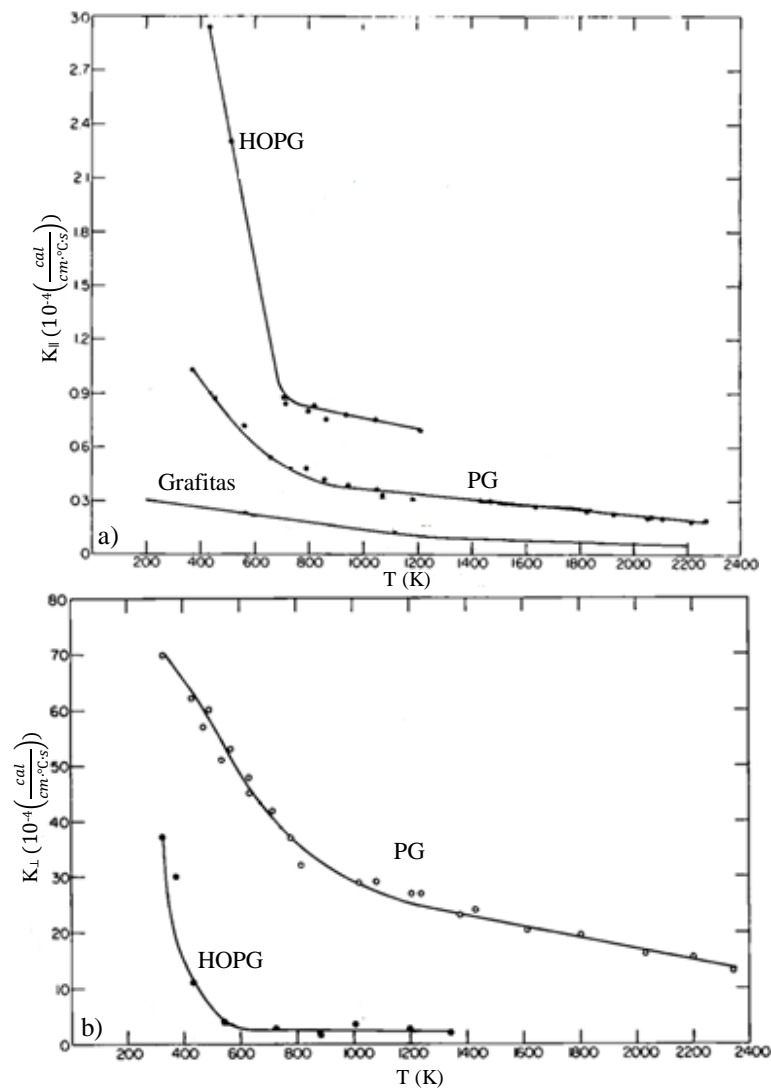 3.0
2.7
2.4
2.1
1.8
1.5
1.2
0.9
0.6
0.3
0
K∥ (10⁻⁴(cal/cm·°C·s))
HOPG
PG
Grafitas
a)
200 400 600 800 1000 1200 1400 1600 1800 2000 2200 2400
T (K)
80
70
60
50
40
30
20
10
0
K⊥ (10⁻⁴(cal/cm·°C·s))
PG
HOPG
b)
200 400 600 800 1000 1200 1400 1600 1800 2000 2200 2400
T (K)